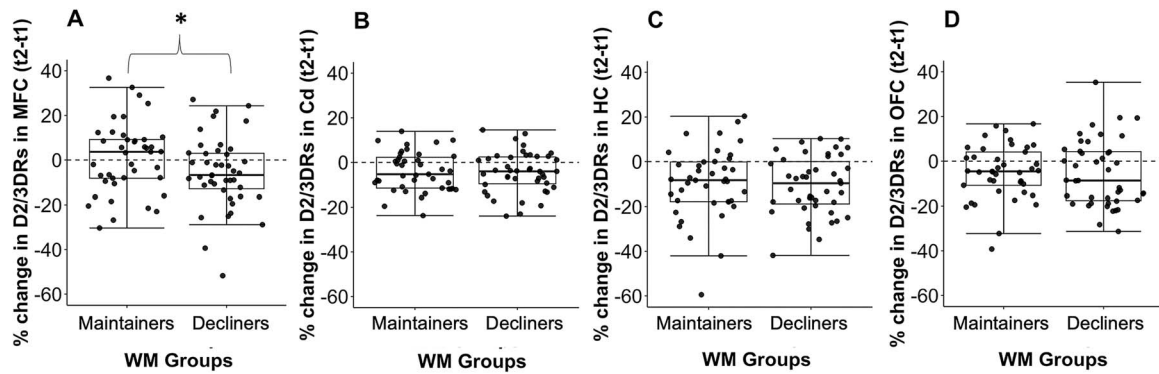 A
*
% change in D2/3DRs in MFC (t2-t1)
40
20
0
-20
-40
-60
Maintainers Decliners
WM Groups
B
% change in D2/3DRs in Cd (t2-t1)
40
20
0
-20
-40
-60
Maintainers Decliners
WM Groups
C
% change in D2/3DRs in HC (t2-t1)
40
20
0
-20
-40
-60
Maintainers Decliners
WM Groups
D
% change in D2/3DRs in OFC (t2-t1)
40
20
0
-20
-40
-60
Maintainers Decliners
WM Groups